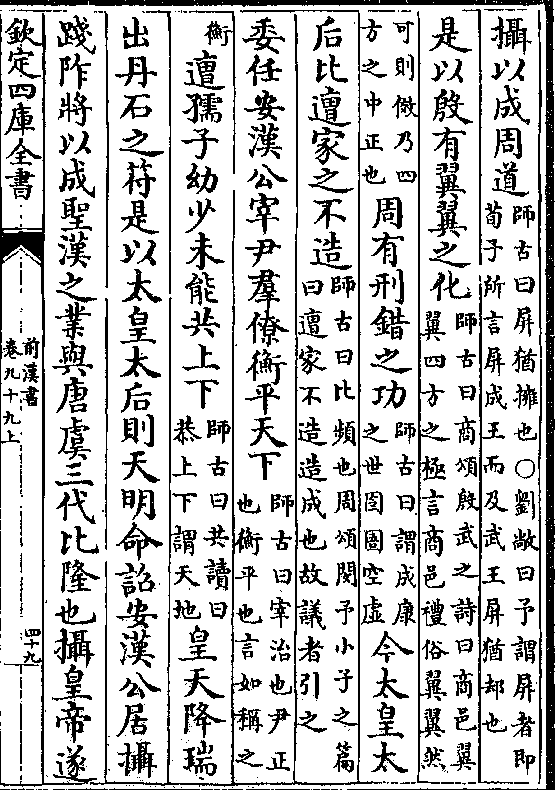 攝以成周道師古曰屏猶擁也○劉敞曰予謂屏者即荀子所言屏成王而及武王屏猶却也
是以殷有翼翼之化師古曰商頌殷武之詩曰商邑翼翼四方之極言商邑禮俗翼翼然
可則傚乃四方之中正也周有刑錯之功師古曰謂成康之世囹圄空虛今太皇太
后比遭家之不造師古曰比頻也周頌閔予小子之篇曰遭家不造造成也故議者引之
委任安漢公宰尹羣僚衡平天下師古曰宰治也尹正也衡平也言如稱之
衡遭孺子幼少未能共上下師古曰共讀曰恭上下謂天地皇天降瑞
出丹石之符是以太皇太后則天明命詔安漢公居攝
踐阼將以成聖漢之業與唐虞三代比隆也攝皇帝遂
欽定四庫全書
前漢書
卷九十九上
四十九